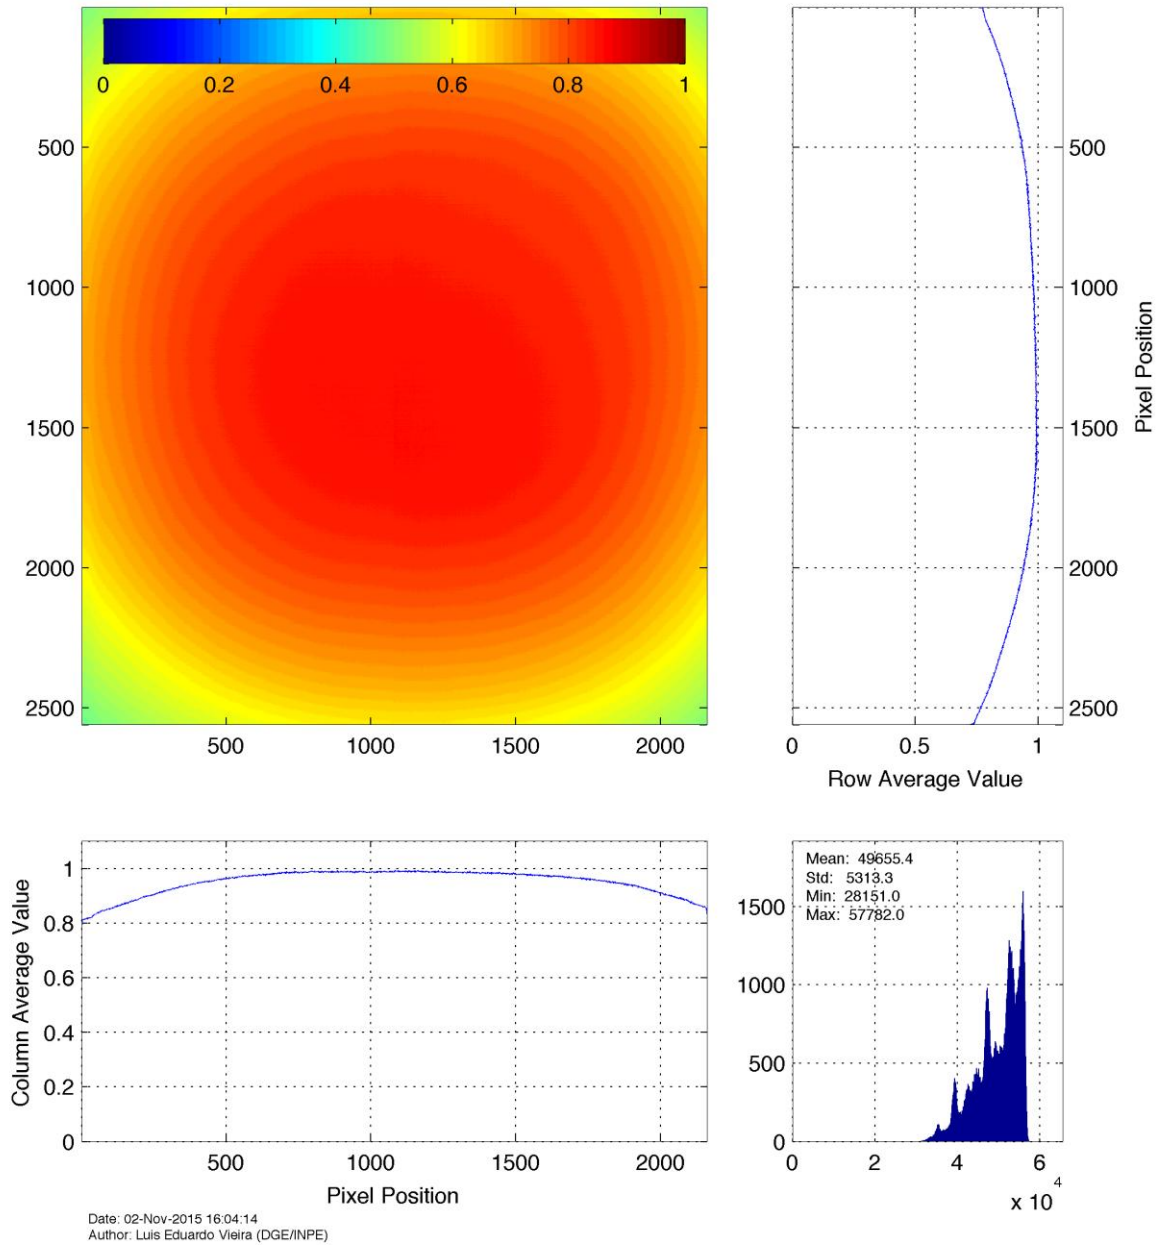 0 0.2 0.4 0.6 0.8 1
500
1000
1500
2000
2500
500 1000 1500 2000
500
1000
1500
2000
2500
Pixel Position
0 0.5 1
Row Average Value
1
0.8
0.6
0.4
0.2
0
Column Average Value
500 1000 1500 2000
Pixel Position
Mean: 49655.4
Std: 5313.3
Min: 28151.0
Max: 57782.0
1500
1000
500
0
0 2 4 6
x 10^4
Date: 02-Nov-2015 16:04:14
Author: Luis Eduardo Vieira (DGE/INPE)